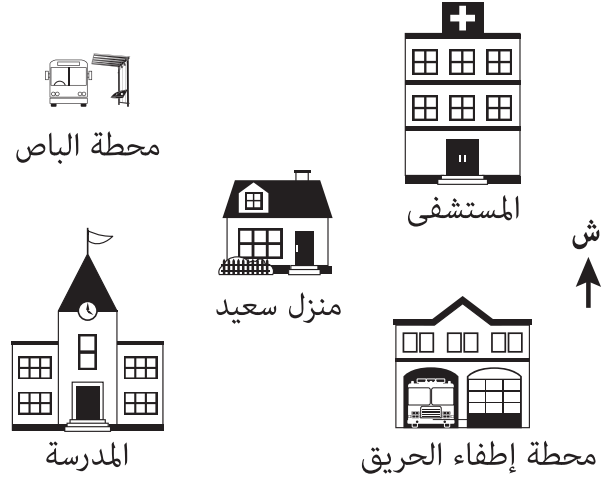 محطة الباص
المستشفى
ش
منزل سعيد
المدرسة
محطة إطفاء الحريق